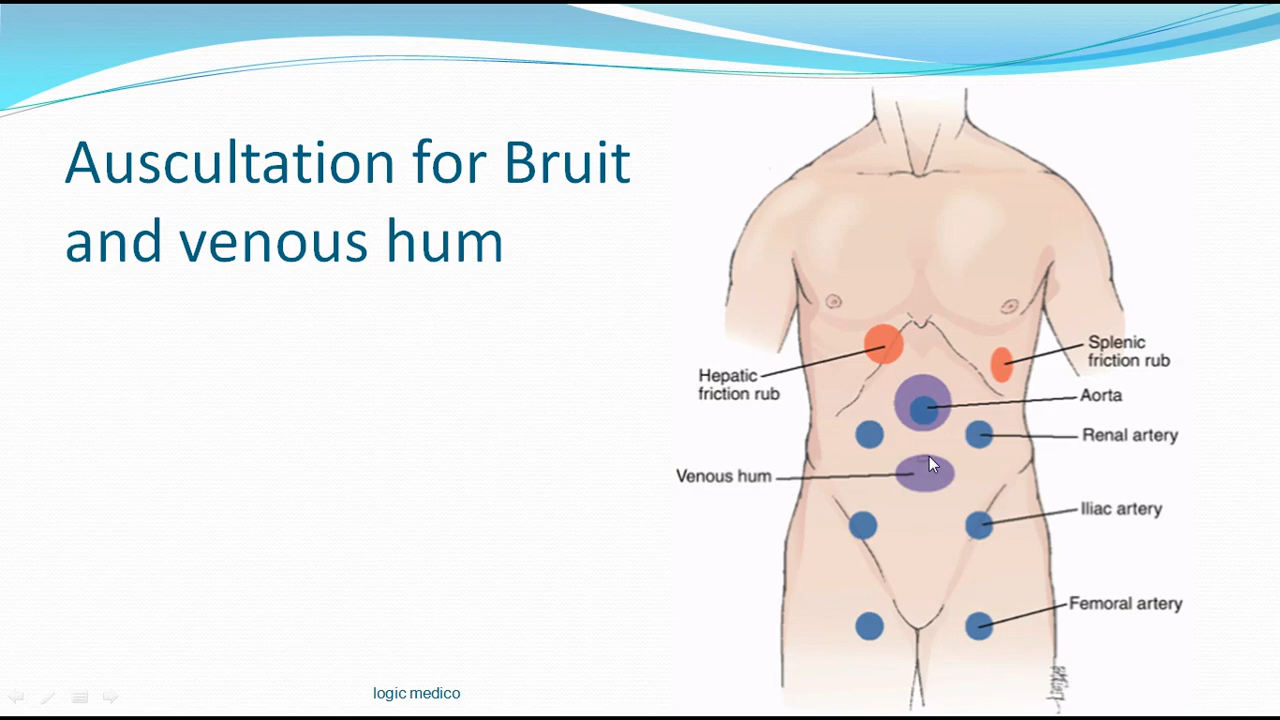 Auscultation for Bruit
and venous hum
Hepatic
friction rub
Splenic
friction rub
Aorta
Renal artery
Venous hum
Iliac artery
Femoral artery
logic medico